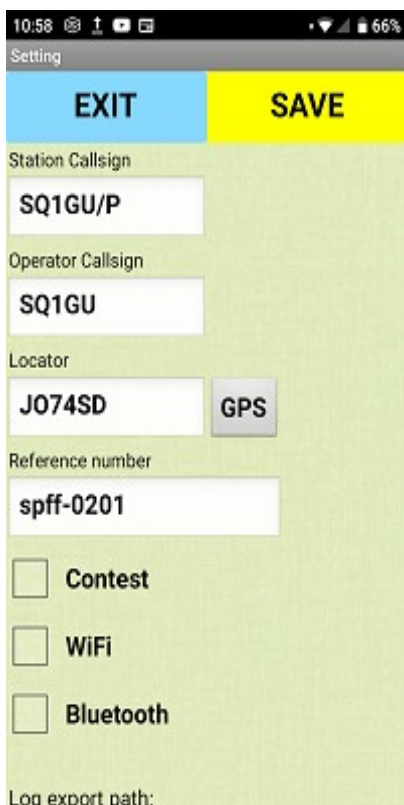 10:58 66%
Setting
EXIT SAVE
Station Callsign
SQ1GU/P
Operator Callsign
SQ1GU
Locator
JO74SD GPS
Reference number
spff-0201
Contest
WiFi
Bluetooth
Log export path: